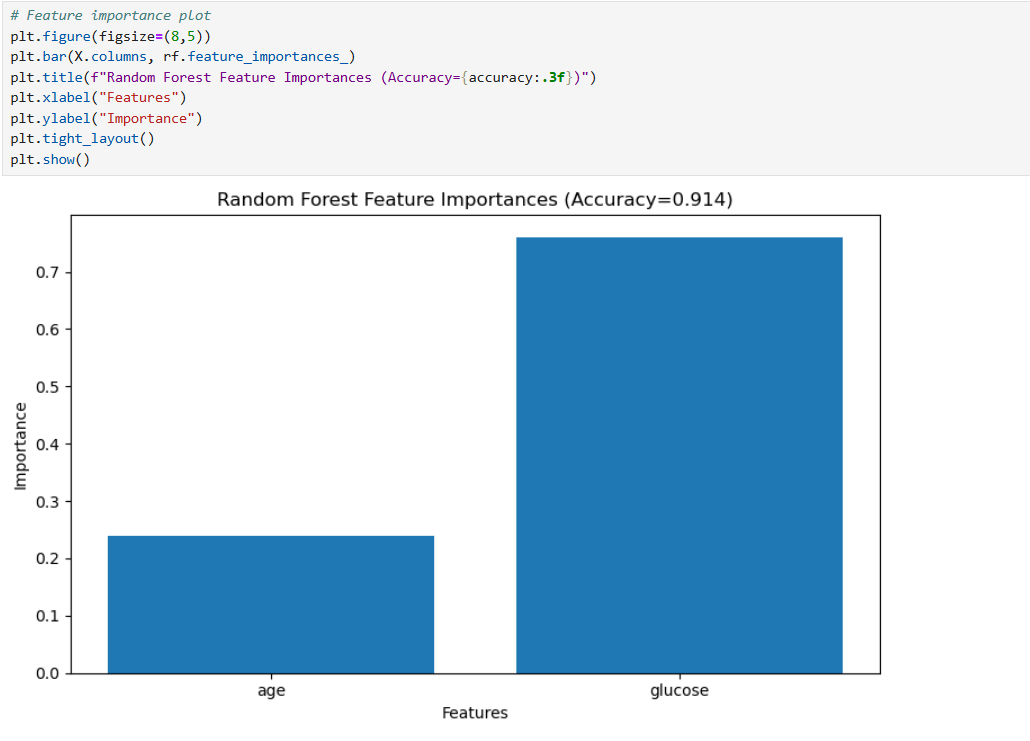 # Feature importance plot
plt.figure(figsize=(8,5))
plt.bar(X.columns, rf.feature_importances_)
plt.title(f"Random Forest Feature Importances (Accuracy={accuracy:.3f})")
plt.xlabel("Features")
plt.ylabel("Importance")
plt.tight_layout()
plt.show()
Random Forest Feature Importances (Accuracy=0.914)
Importance
0.7
0.6
0.5
0.4
0.3
0.2
0.1
0.0
age glucose
Features